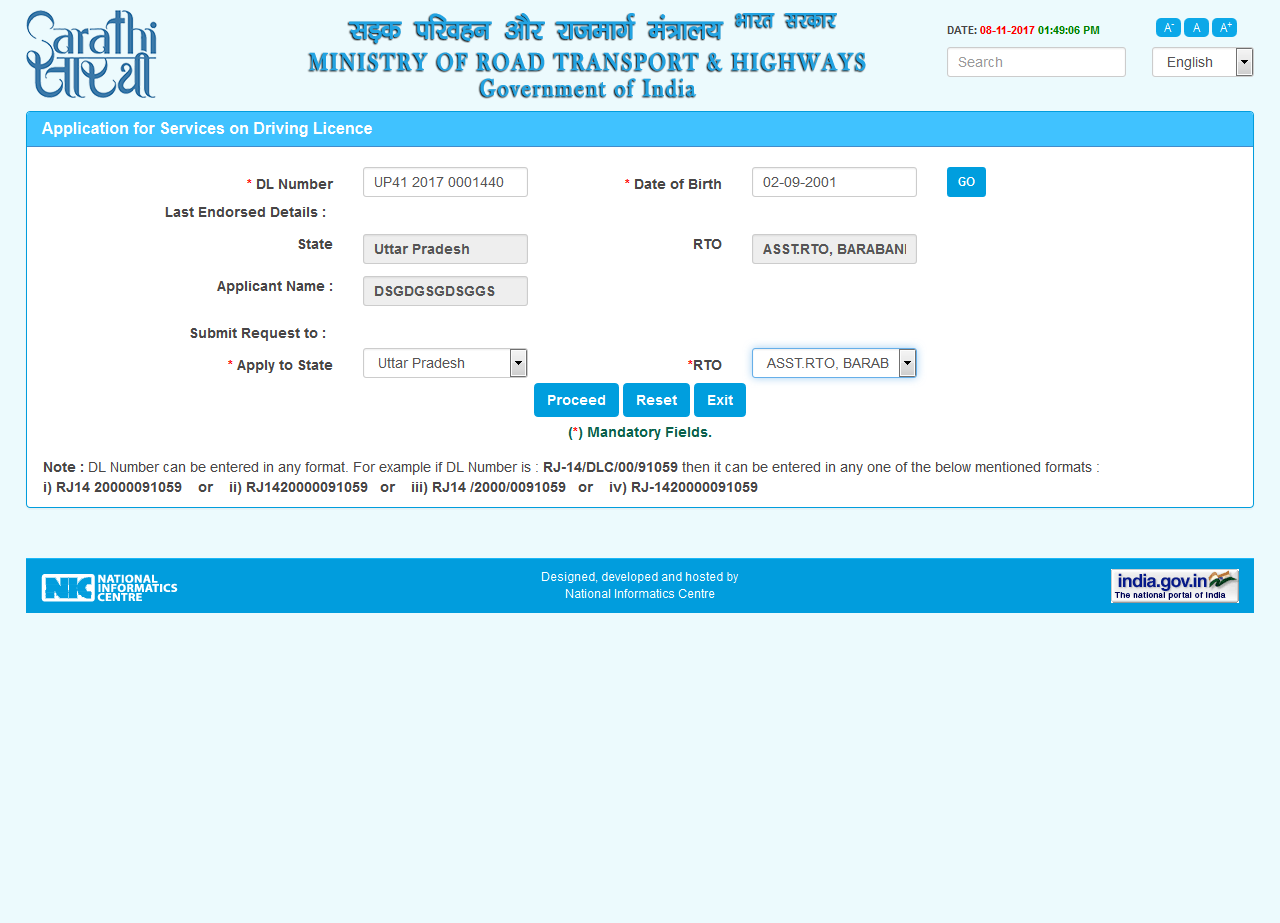 Sarathi
सारथी
सड़क परिवहन और राजमार्ग मंत्रालय भारत सरकार
MINISTRY OF ROAD TRANSPORT & HIGHWAYS
Government of India
DATE: 08-11-2017 01:49:06 PM
A- A A+
Search
English
Application for Services on Driving Licence
* DL Number UP41 2017 0001440 * Date of Birth 02-09-2001 GO
Last Endorsed Details :
State Uttar Pradesh RTO ASST.RTO, BARABANI
Applicant Name : DSGDGSGDSGGS
Submit Request to :
* Apply to State Uttar Pradesh *RTO ASST.RTO, BARAB
Proceed Reset Exit
(*) Mandatory Fields.
Note : DL Number can be entered in any format. For example if DL Number is : RJ-14/DLC/00/91059 then it can be entered in any one of the below mentioned formats :
i) RJ14 20000091059 or ii) RJ1420000091059 or iii) RJ14 /2000/0091059 or iv) RJ-1420000091059
NIC NATIONAL
INFORMATICS
CENTRE
Designed, developed and hosted by
National Informatics Centre
india.gov.in
The national portal of India